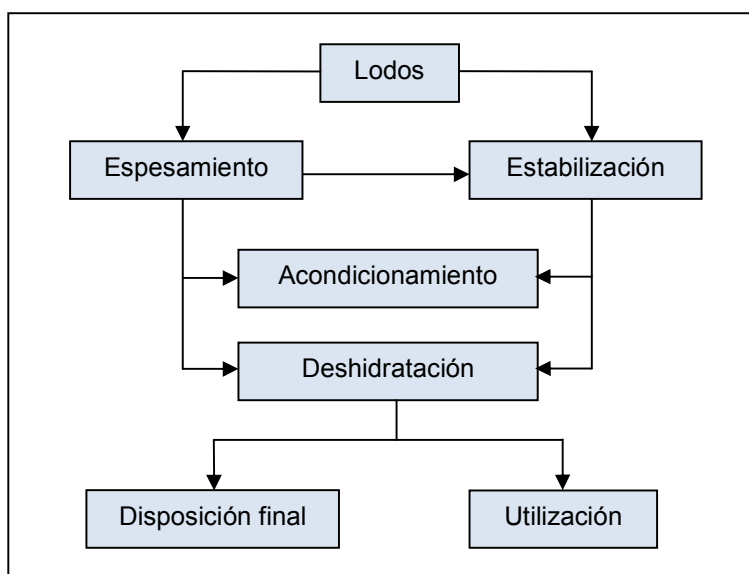 Lodos
Espesamiento
Estabilización
Acondicionamiento
Deshidratación
Disposición final
Utilización